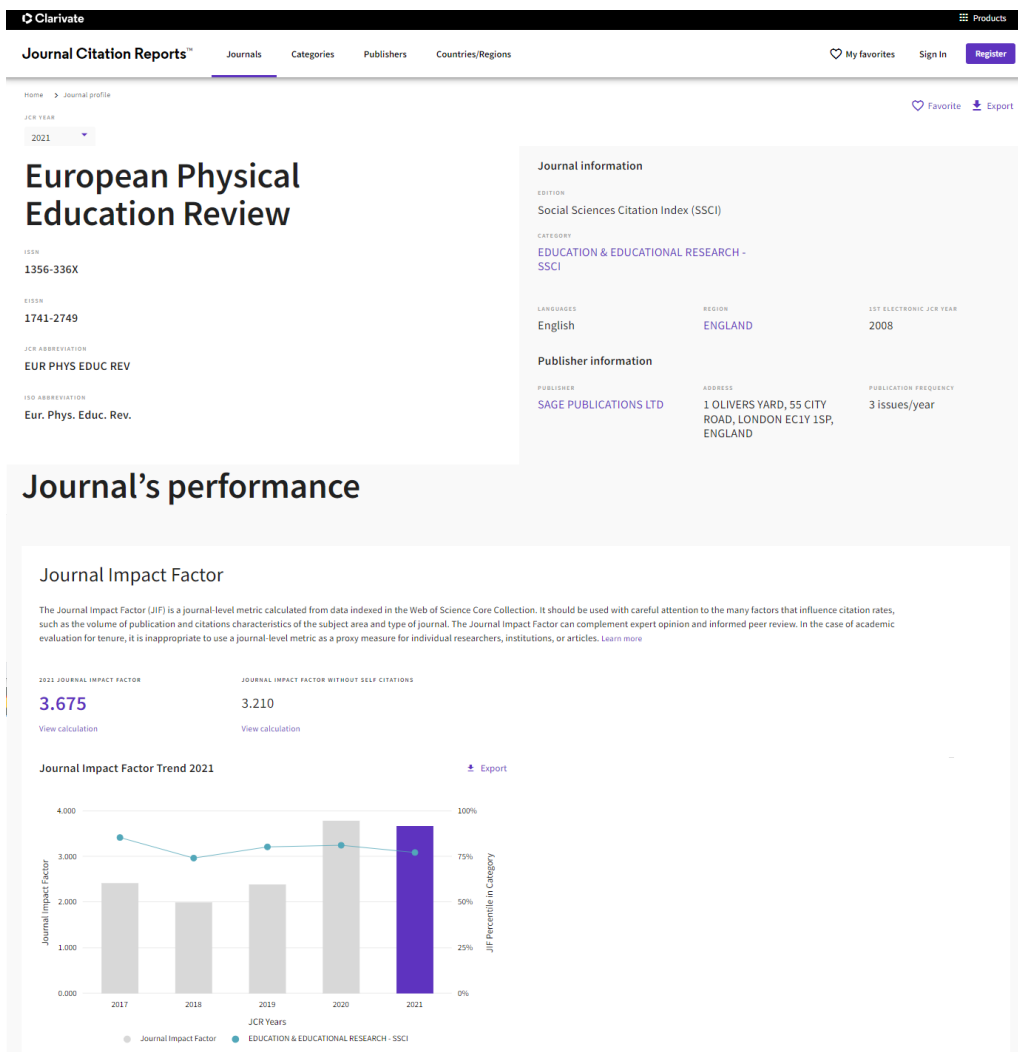 Clarivate
Products
Journal Citation Reports™
Journals
Categories
Publishers
Countries/Regions
My favorites
Sign In
Register
Home > Journal profile
Favorite
Export
JCR YEAR
2021
European Physical
Education Review
ISSN
1356-336X
EISSN
1741-2749
JCR ABBREVIATION
EUR PHYS EDUC REV
ISO ABBREVIATION
Eur. Phys. Educ. Rev.
Journal information
EDITION
Social Sciences Citation Index (SSCI)
CATEGORY
EDUCATION & EDUCATIONAL RESEARCH -
SSCI
LANGUAGES
English
REGION
ENGLAND
1ST ELECTRONIC JCR YEAR
2008
Publisher information
PUBLISHER
SAGE PUBLICATIONS LTD
ADDRESS
1 OLIVERS YARD, 55 CITY
ROAD, LONDON EC1Y 1SP,
ENGLAND
PUBLICATION FREQUENCY
3 issues/year
Journal’s performance
Journal Impact Factor
The Journal Impact Factor (JIF) is a journal-level metric calculated from data indexed in the Web of Science Core Collection. It should be used with careful attention to the many factors that influence citation rates,
such as the volume of publication and citations characteristics of the subject area and type of journal. The Journal Impact Factor can complement expert opinion and informed peer review. In the case of academic
evaluation for tenure, it is inappropriate to use a journal-level metric as a proxy measure for individual researchers, institutions, or articles. Learn more
2021 JOURNAL IMPACT FACTOR
3.675
View calculation
JOURNAL IMPACT FACTOR WITHOUT SELF CITATIONS
3.210
View calculation
Journal Impact Factor Trend 2021
Export
4.000
3.000
2.000
1.000
0.000
Journal Impact Factor
100%
75%
50%
25%
0%
JIF Percentile in Category
2017
2018
2019
2020
2021
JCR Years
Journal Impact Factor
EDUCATION & EDUCATIONAL RESEARCH - SSCI